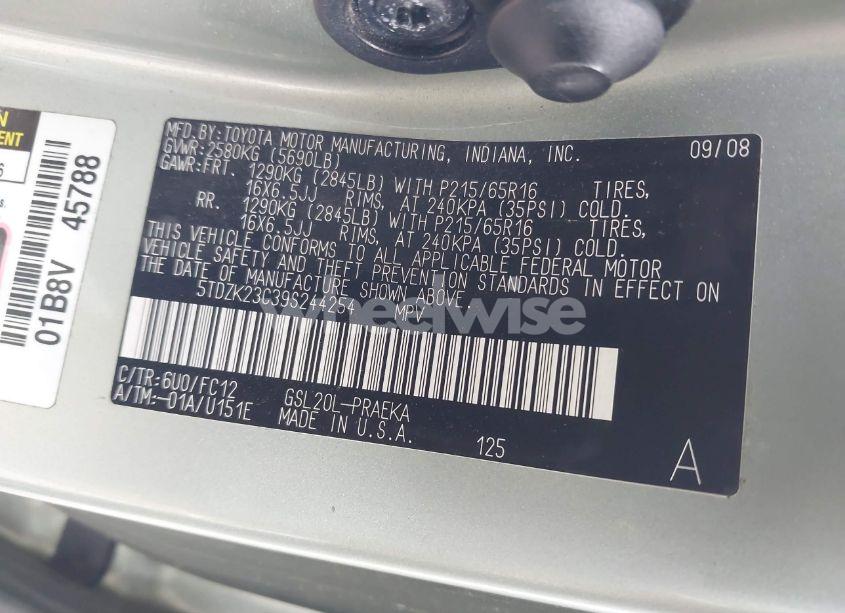 MFD. BY: TOYOTA MOTOR MANUFACTURING, INDIANA, INC. 09/08
GVWR: 2580KG (5690LB)
GAWR: FRT. 1290KG (2845LB) WITH P215/65R16 TIRES,
16X6.5JJ RIMS, AT 240KPA (35PSI) COLD.
RR. 1290KG (2845LB) WITH P215/65R16 TIRES,
16X6.5JJ RIMS, AT 240KPA (35PSI) COLD.
THIS VEHICLE CONFORMS TO ALL APPLICABLE FEDERAL MOTOR
VEHICLE SAFETY AND THEFT PREVENTION STANDARDS IN EFFECT ON
THE DATE OF MANUFACTURE SHOWN ABOVE.
5TDZK23C39S244254 MPV
wheelwise
C/TR: 6U0/FC12 GSL20L-PRAEKA
A/TM: -01A/U151E MADE IN U.S.A.
125
A
01B8V 45788